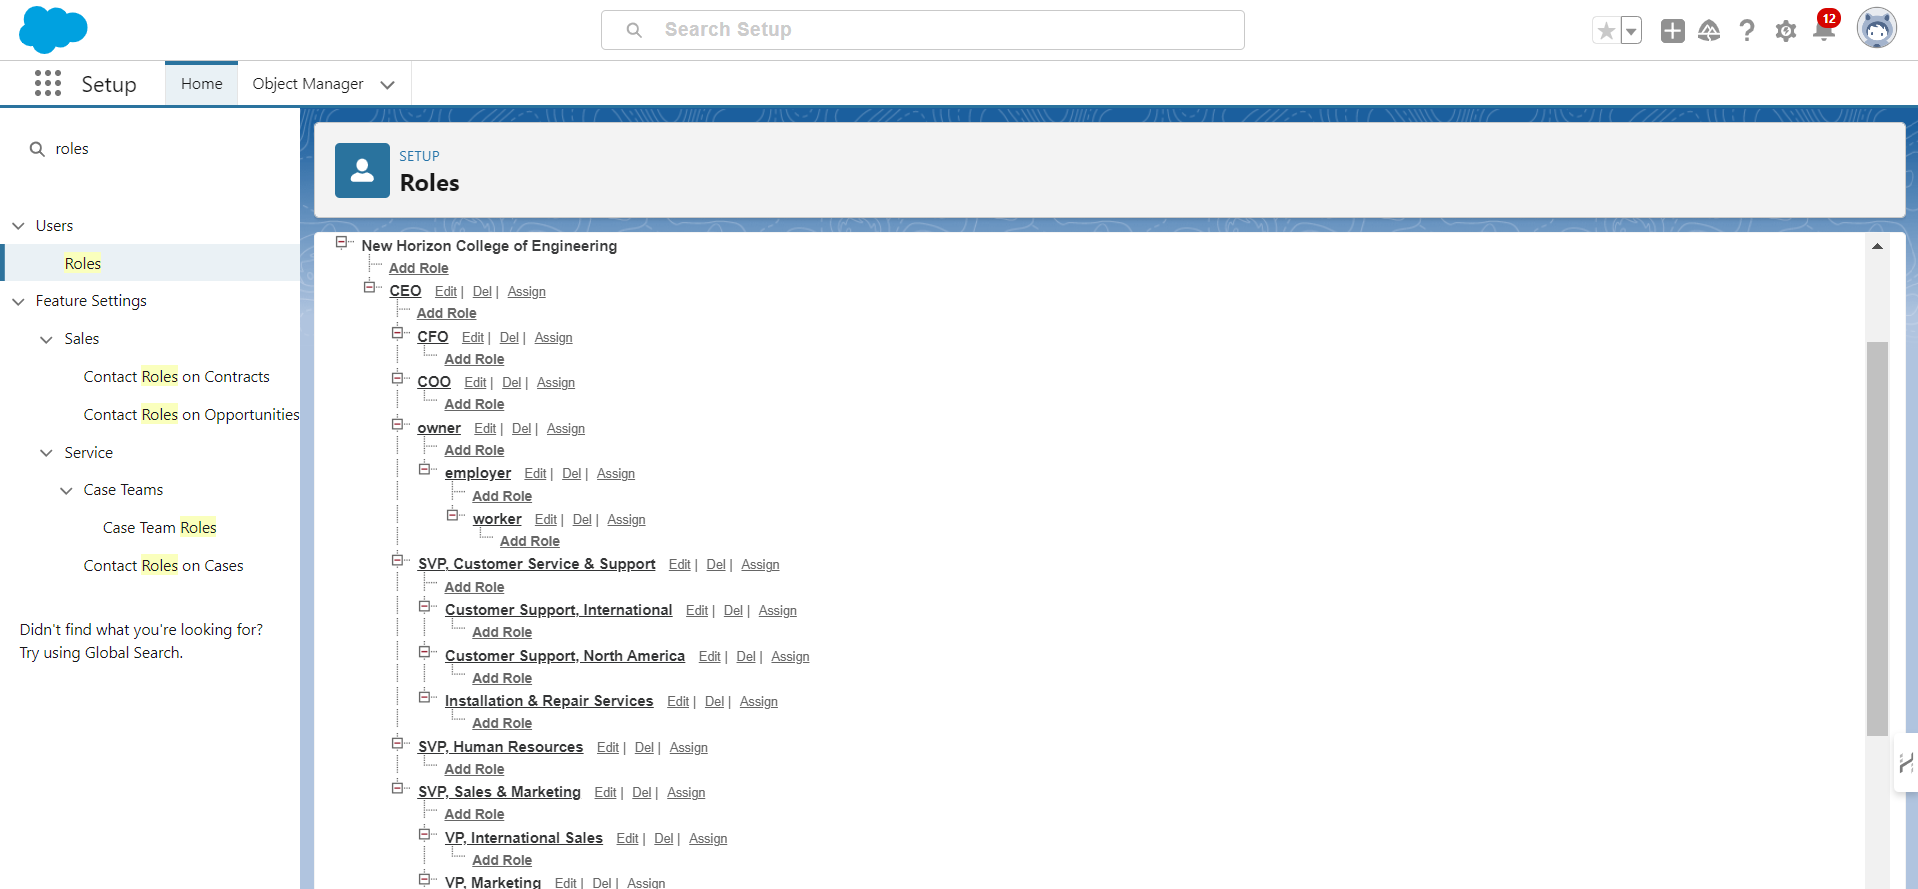 Search Setup
12
Setup
Home
Object Manager
roles
Users
Roles
Feature Settings
Sales
Contact Roles on Contracts
Contact Roles on Opportunities
Service
Case Teams
Case Team Roles
Contact Roles on Cases
Didn't find what you're looking for?
Try using Global Search.
SETUP
Roles
New Horizon College of Engineering
Add Role
CEO Edit | Del | Assign
Add Role
CFO Edit | Del | Assign
Add Role
COO Edit | Del | Assign
Add Role
owner Edit | Del | Assign
Add Role
employer Edit | Del | Assign
Add Role
worker Edit | Del | Assign
Add Role
SVP, Customer Service & Support Edit | Del | Assign
Add Role
Customer Support, International Edit | Del | Assign
Add Role
Customer Support, North America Edit | Del | Assign
Add Role
Installation & Repair Services Edit | Del | Assign
Add Role
SVP, Human Resources Edit | Del | Assign
Add Role
SVP, Sales & Marketing Edit | Del | Assign
Add Role
VP, International Sales Edit | Del | Assign
Add Role
VP, Marketing Edit | Del | Assign